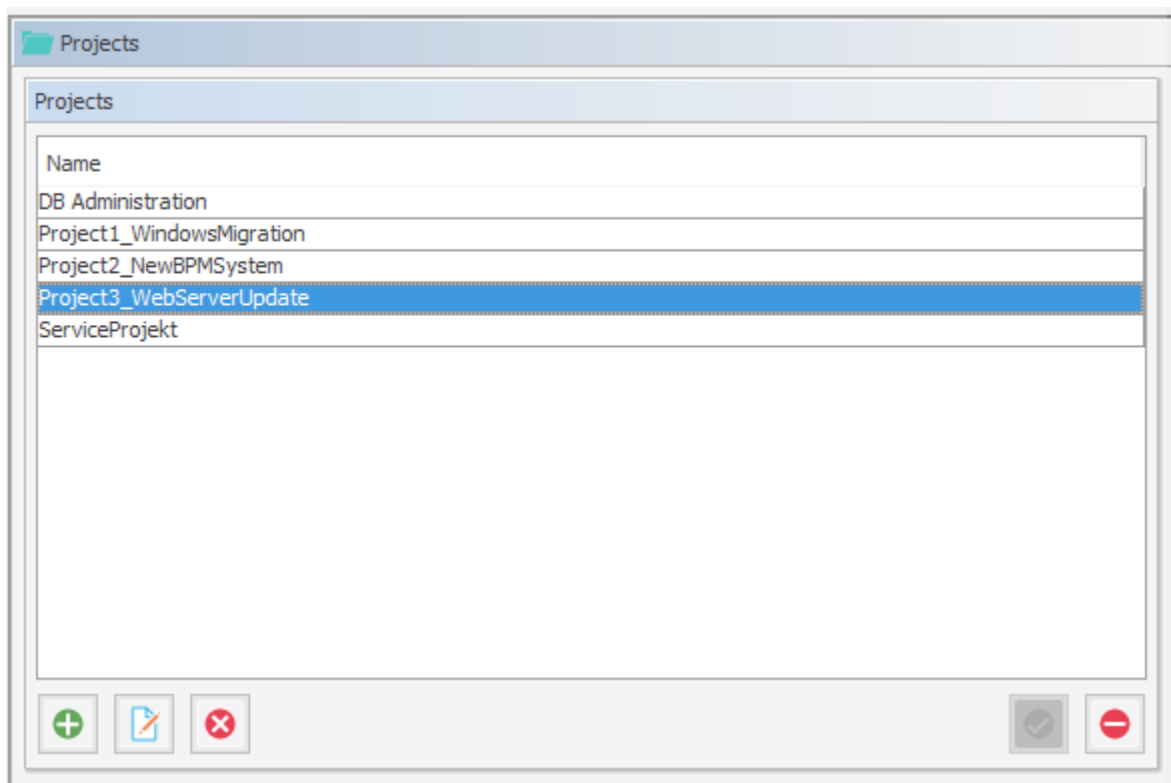 Projects
Projects
Name
DB Administration
Project1_WindowsMigration
Project2_NewBPMSystem
Project3_WebServerUpdate
ServiceProjekt